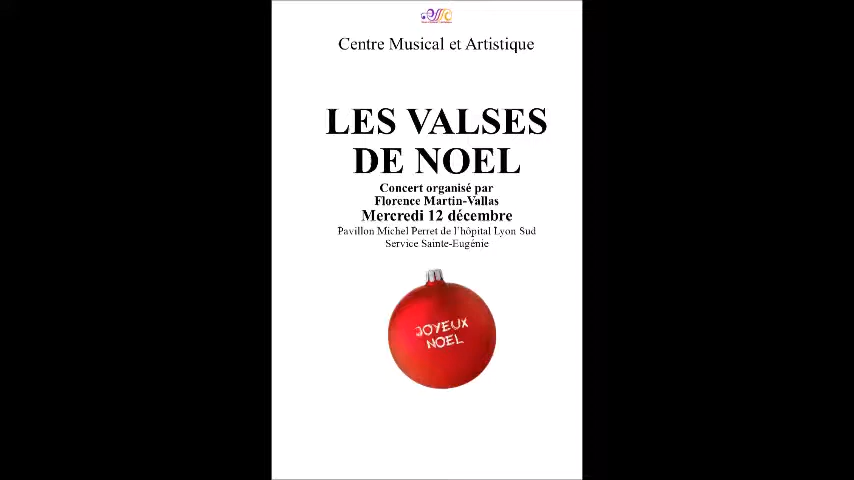 Centre Musical et Artistique
LES VALSES
DE NOEL
Concert organisé par
Florence Martin-Vallas
Mercredi 12 décembre
Pavillon Michel Perret de l'hôpital Lyon Sud
Service Sainte-Eugénie
JOYEUX
NOEL